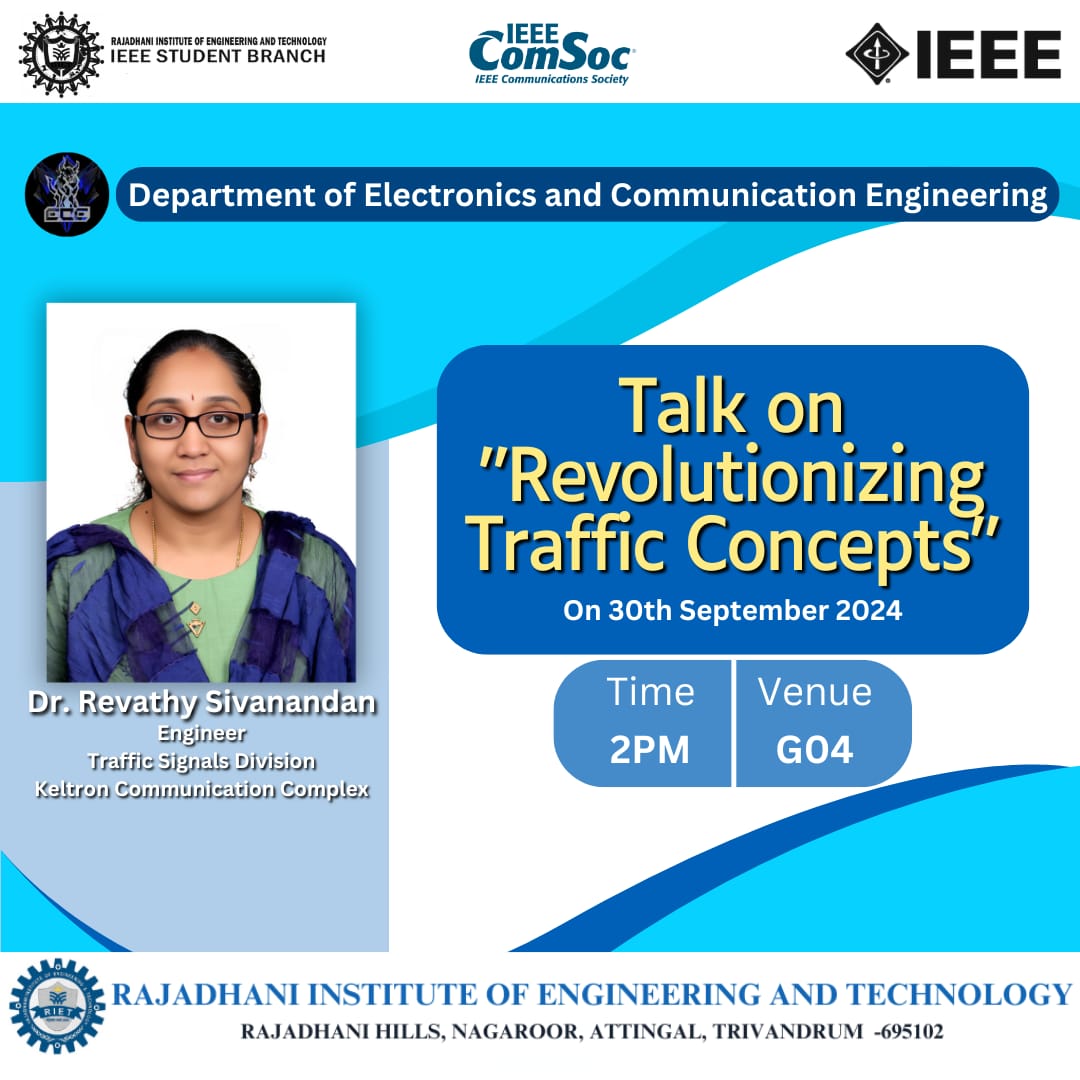 RAJADHANI INSTITUTE OF ENGINEERING AND TECHNOLOGY
IEEE STUDENT BRANCH
IEEE
ComSoc
IEEE Communications Society
IEEE
Department of Electronics and Communication Engineering
Talk on
"Revolutionizing
Traffic Concepts"
On 30th September 2024
Time
2PM
Venue
G04
Dr. Revathy Sivanandan
Engineer
Traffic Signals Division
Keltron Communication Complex
RIET
RAJADHANI INSTITUTE OF ENGINEERING AND TECHNOLOGY
RAJADHANI HILLS, NAGAROOR, ATTINGAL, TRIVANDRUM -695102